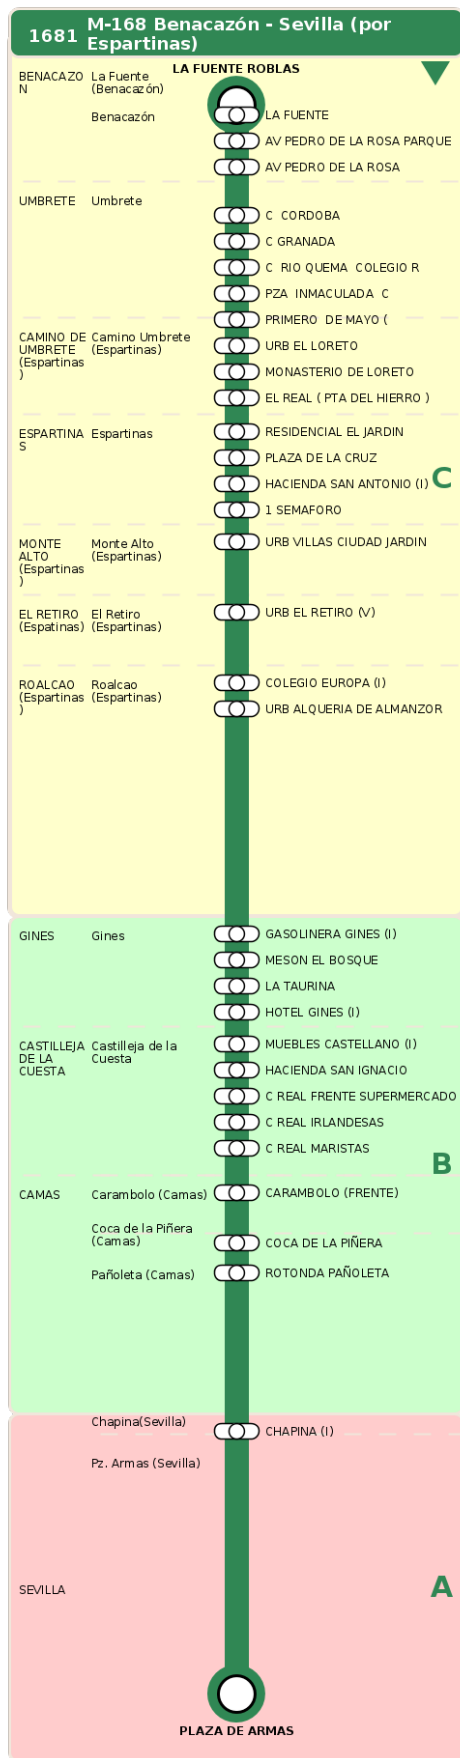 1681
M-168 Benacazón - Sevilla (por
Espartinas)
LA FUENTE ROBLAS
BENACAZO
N
La Fuente
(Benacazón)
Benacazón
LA FUENTE
AV PEDRO DE LA ROSA PARQUE
AV PEDRO DE LA ROSA
UMBRETE
Umbrete
C  CORDOBA
C GRANADA
C  RIO QUEMA  COLEGIO R
PZA  INMACULADA  C
PRIMERO  DE MAYO (
CAMINO DE
UMBRETE
(Espartinas
)
Camino Umbrete
(Espartinas)
URB EL LORETO
MONASTERIO DE LORETO
EL REAL ( PTA DEL HIERRO )
ESPARTINA
S
Espartinas
RESIDENCIAL EL JARDIN
PLAZA DE LA CRUZ
HACIENDA SAN ANTONIO (I)
C
1 SEMAFORO
MONTE
ALTO
(Espartinas
)
Monte Alto
(Espartinas)
URB VILLAS CIUDAD JARDIN
EL RETIRO
(Espatinas)
El Retiro
(Espartinas)
URB EL RETIRO (V)
ROALCAO
(Espartinas
)
Roalcao
(Espartinas)
COLEGIO EUROPA (I)
URB ALQUERIA DE ALMANZOR
GINES
Gines
GASOLINERA GINES (I)
MESON EL BOSQUE
LA TAURINA
HOTEL GINES (I)
CASTILLEJA
DE LA
CUESTA
Castilleja de la
Cuesta
MUEBLES CASTELLANO (I)
HACIENDA SAN IGNACIO
C REAL FRENTE SUPERMERCADO
C REAL IRLANDESAS
C REAL MARISTAS
B
CAMAS
Carambolo (Camas)
CARAMBOLO (FRENTE)
Coca de la Piñera
(Camas)
COCA DE LA PIÑERA
Pañoleta (Camas)
ROTONDA PAÑOLETA
Chapina(Sevilla)
CHAPINA (I)
Pz. Armas (Sevilla)
SEVILLA
A
PLAZA DE ARMAS